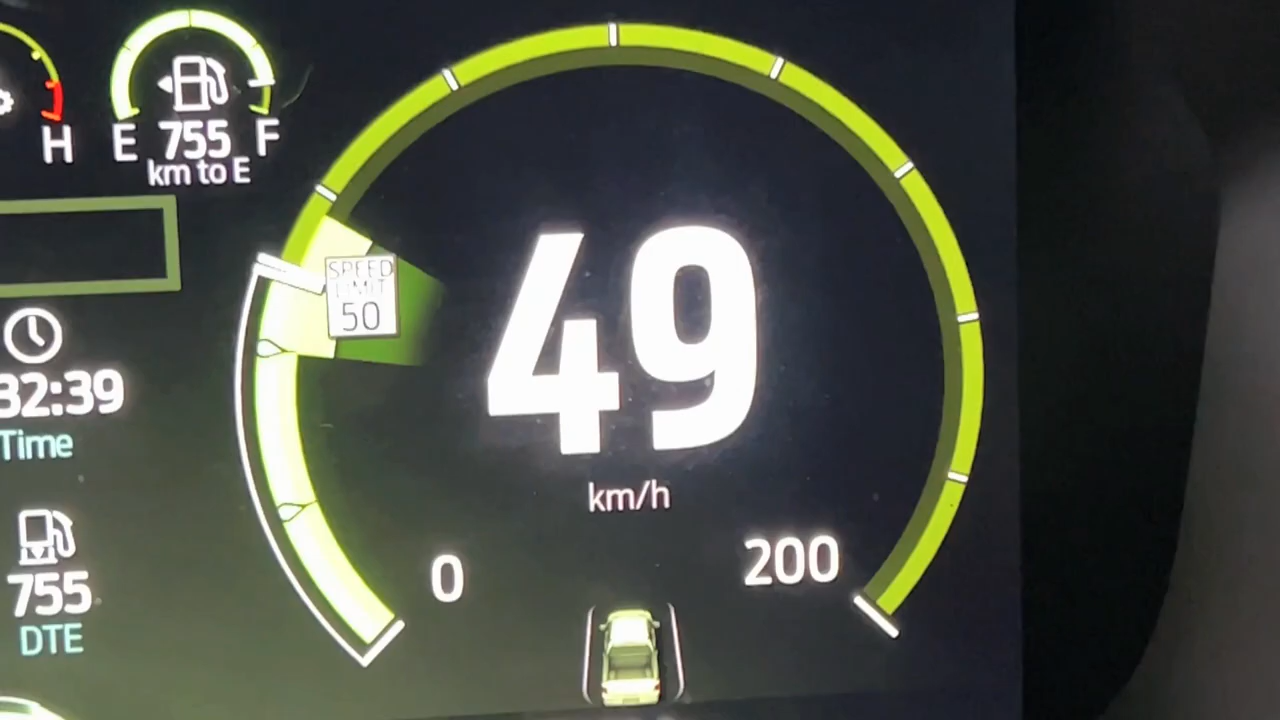 H
E 755 F
km to E
SPEED
LIMIT
50
49
km/h
32:39
Time
755
DTE
0
200